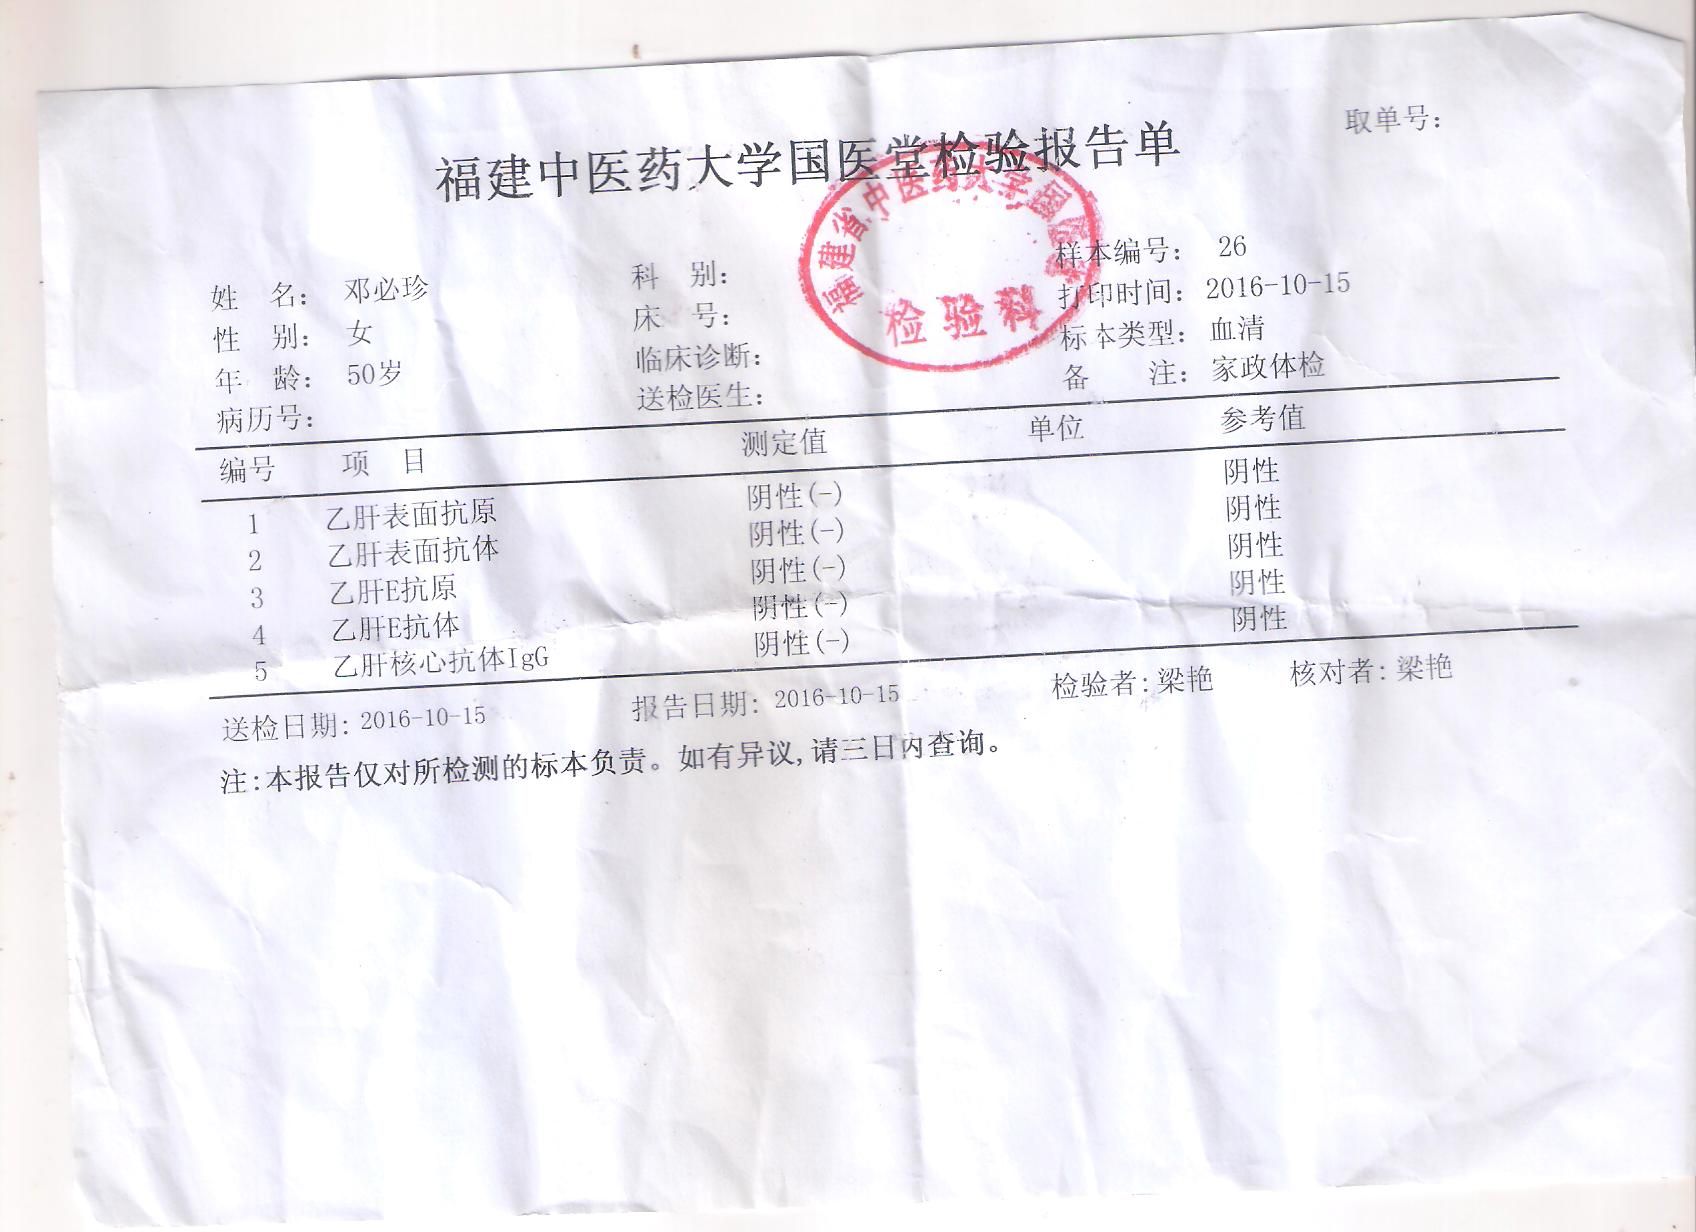 取单号：
福建中医药大学国医堂检验报告单
福建省中医药大学国医堂
检验科
姓 名： 邓必珍 科 别： 样本编号： 26
性 别： 女 床 号： 打印时间： 2016-10-15
年 龄： 50岁 临床诊断： 标本类型： 血清
病历号： 送检医生： 备 注： 家政体检
编号 项 目 测定值 单位 参考值
1 乙肝表面抗原 阴性(-) 阴性
2 乙肝表面抗体 阴性(-) 阴性
3 乙肝E抗原 阴性(-) 阴性
4 乙肝E抗体 阴性(-) 阴性
5 乙肝核心抗体IgG 阴性(-) 阴性
送检日期: 2016-10-15 报告日期: 2016-10-15 检验者: 梁艳 核对者: 梁艳
注:本报告仅对所检测的标本负责。如有异议,请三日内查询。